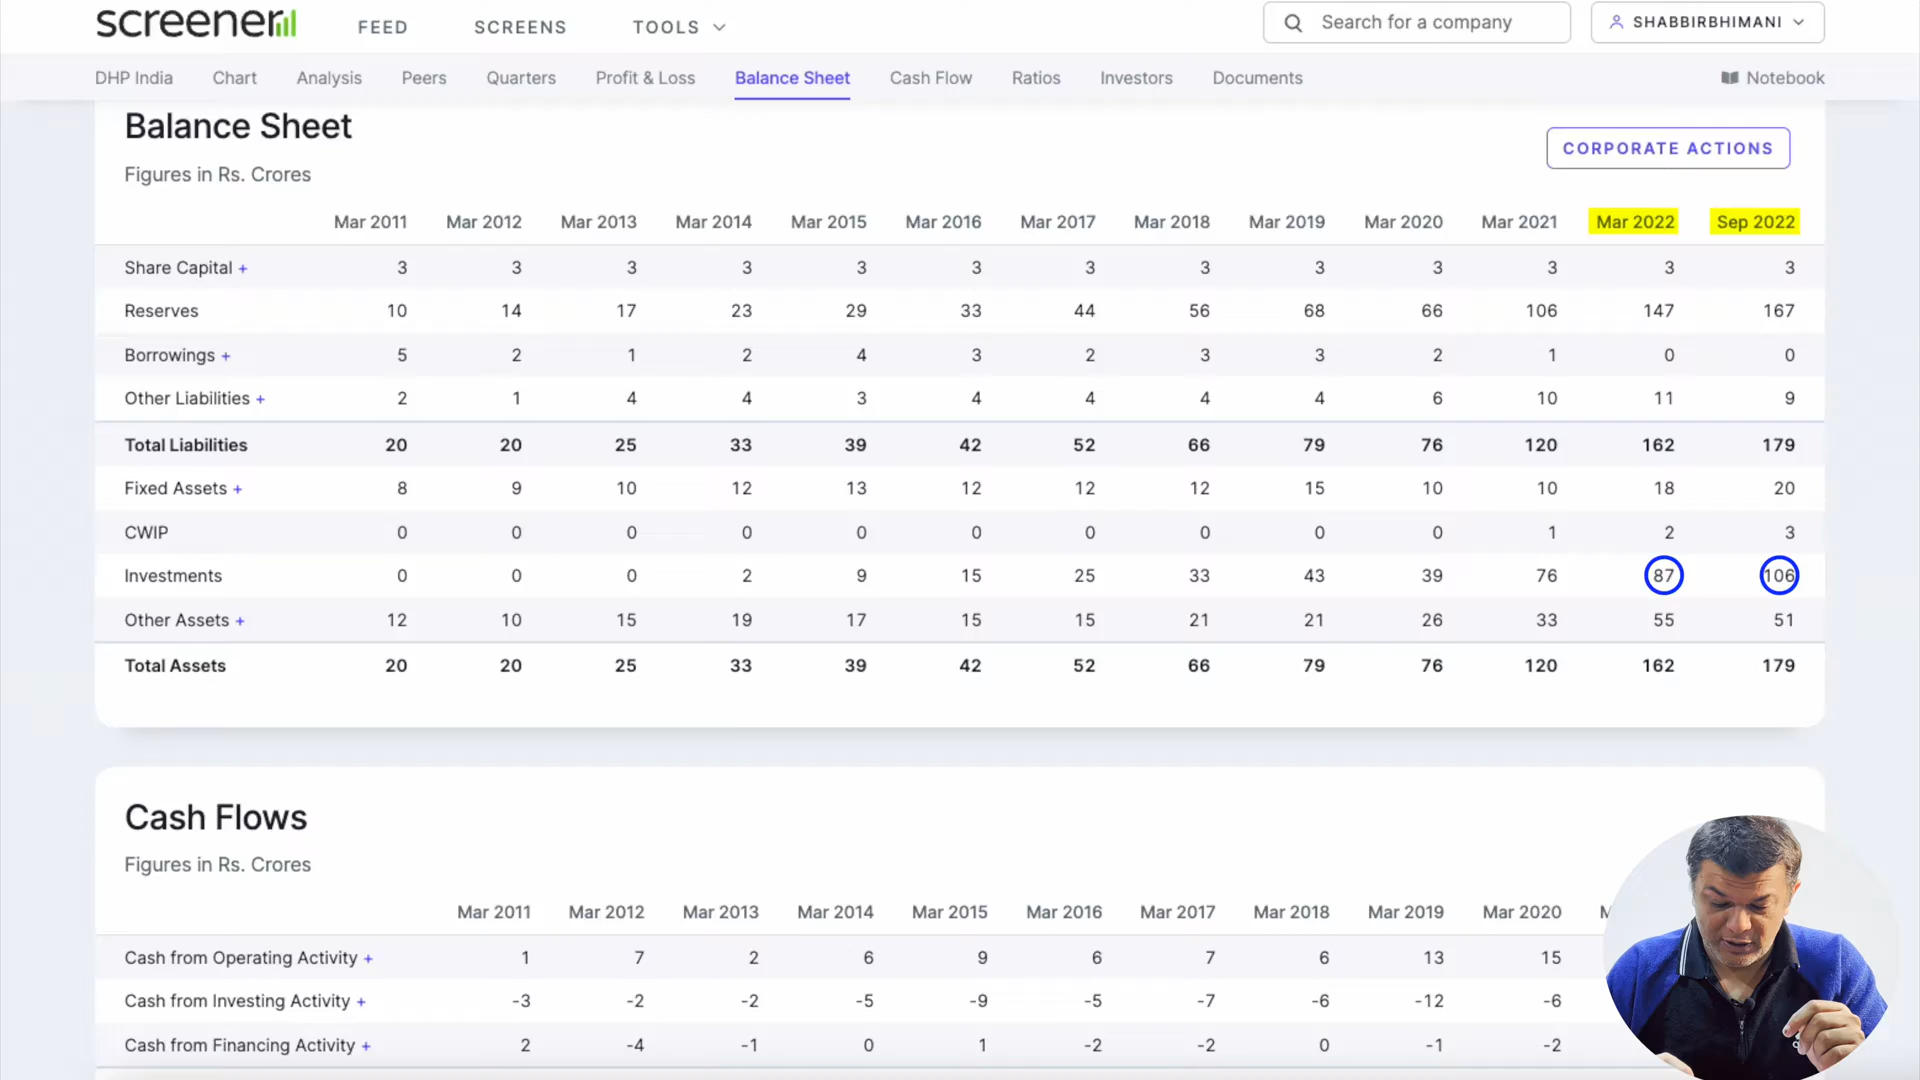 screener FEED SCREENS TOOLS Search for a company SHABBIRBHIMANI
DHP India Chart Analysis Peers Quarters Profit & Loss Balance Sheet Cash Flow Ratios Investors Documents Notebook
Balance Sheet
CORPORATE ACTIONS
Figures in Rs. Crores
Mar 2011 Mar 2012 Mar 2013 Mar 2014 Mar 2015 Mar 2016 Mar 2017 Mar 2018 Mar 2019 Mar 2020 Mar 2021 Mar 2022 Sep 2022
Share Capital + 3 3 3 3 3 3 3 3 3 3 3 3 3
Reserves 10 14 17 23 29 33 44 56 68 66 106 147 167
Borrowings + 5 2 1 2 4 3 2 3 3 2 1 0 0
Other Liabilities + 2 1 4 4 3 4 4 4 4 6 10 11 9
Total Liabilities 20 20 25 33 39 42 52 66 79 76 120 162 179
Fixed Assets + 8 9 10 12 13 12 12 12 15 10 10 18 20
CWIP 0 0 0 0 0 0 0 0 0 0 1 2 3
Investments 0 0 0 2 9 15 25 33 43 39 76 87 106
Other Assets + 12 10 15 19 17 15 15 21 21 26 33 55 51
Total Assets 20 20 25 33 39 42 52 66 79 76 120 162 179
Cash Flows
Figures in Rs. Crores
Mar 2011 Mar 2012 Mar 2013 Mar 2014 Mar 2015 Mar 2016 Mar 2017 Mar 2018 Mar 2019 Mar 2020
Cash from Operating Activity + 1 7 2 6 9 6 7 6 13 15
Cash from Investing Activity + -3 -2 -2 -5 -9 -5 -7 -6 -12 -6
Cash from Financing Activity + 2 -4 -1 0 1 -2 -2 0 -1 -2